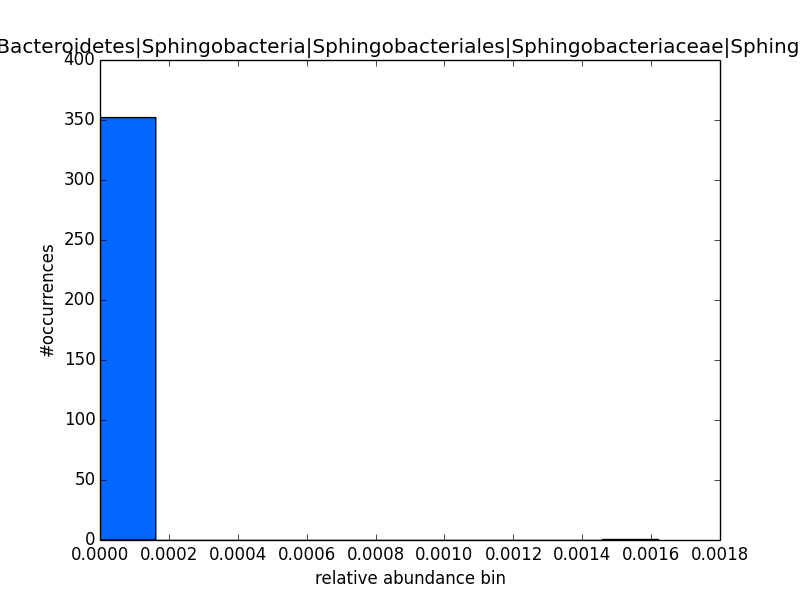 Bacteroidetes|Sphingobacteria|Sphingobacteriales|Sphingobacteriaceae|Sphing
400
350
300
250
200
150
100
50
0
#occurrences
0.0000 0.0002 0.0004 0.0006 0.0008 0.0010 0.0012 0.0014 0.0016 0.0018
relative abundance bin